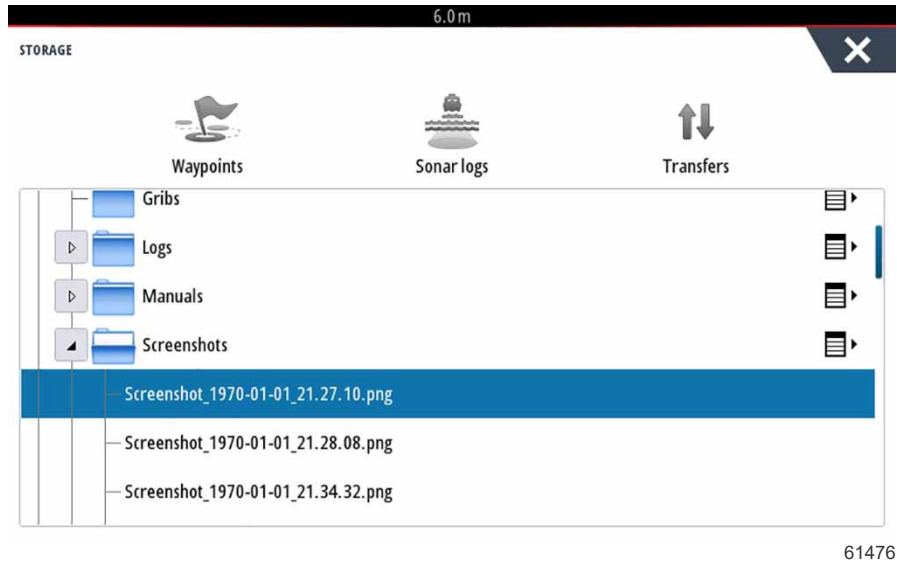 6.0 m
STORAGE
Waypoints
Sonar logs
Transfers
Gribs
Logs
Manuals
Screenshots
Screenshot_1970-01-01_21.27.10.png
Screenshot_1970-01-01_21.28.08.png
Screenshot_1970-01-01_21.34.32.png
61476